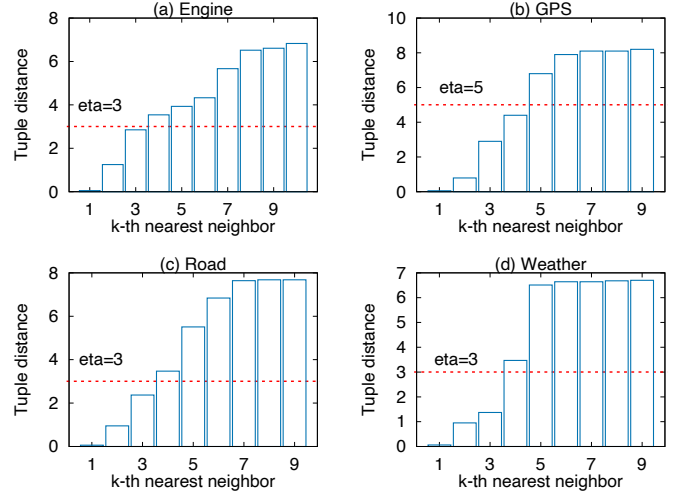 (a) Engine
Tuple distance
8
6
4
2
0
eta=3
1 3 5 7 9
k-th nearest neighbor
(b) GPS
Tuple distance
10
8
6
4
2
0
eta=5
1 3 5 7 9
k-th nearest neighbor
(c) Road
Tuple distance
8
6
4
2
0
eta=3
1 3 5 7 9
k-th nearest neighbor
(d) Weather
Tuple distance
7
6
5
4
3
2
1
0
eta=3
1 3 5 7 9
k-th nearest neighbor